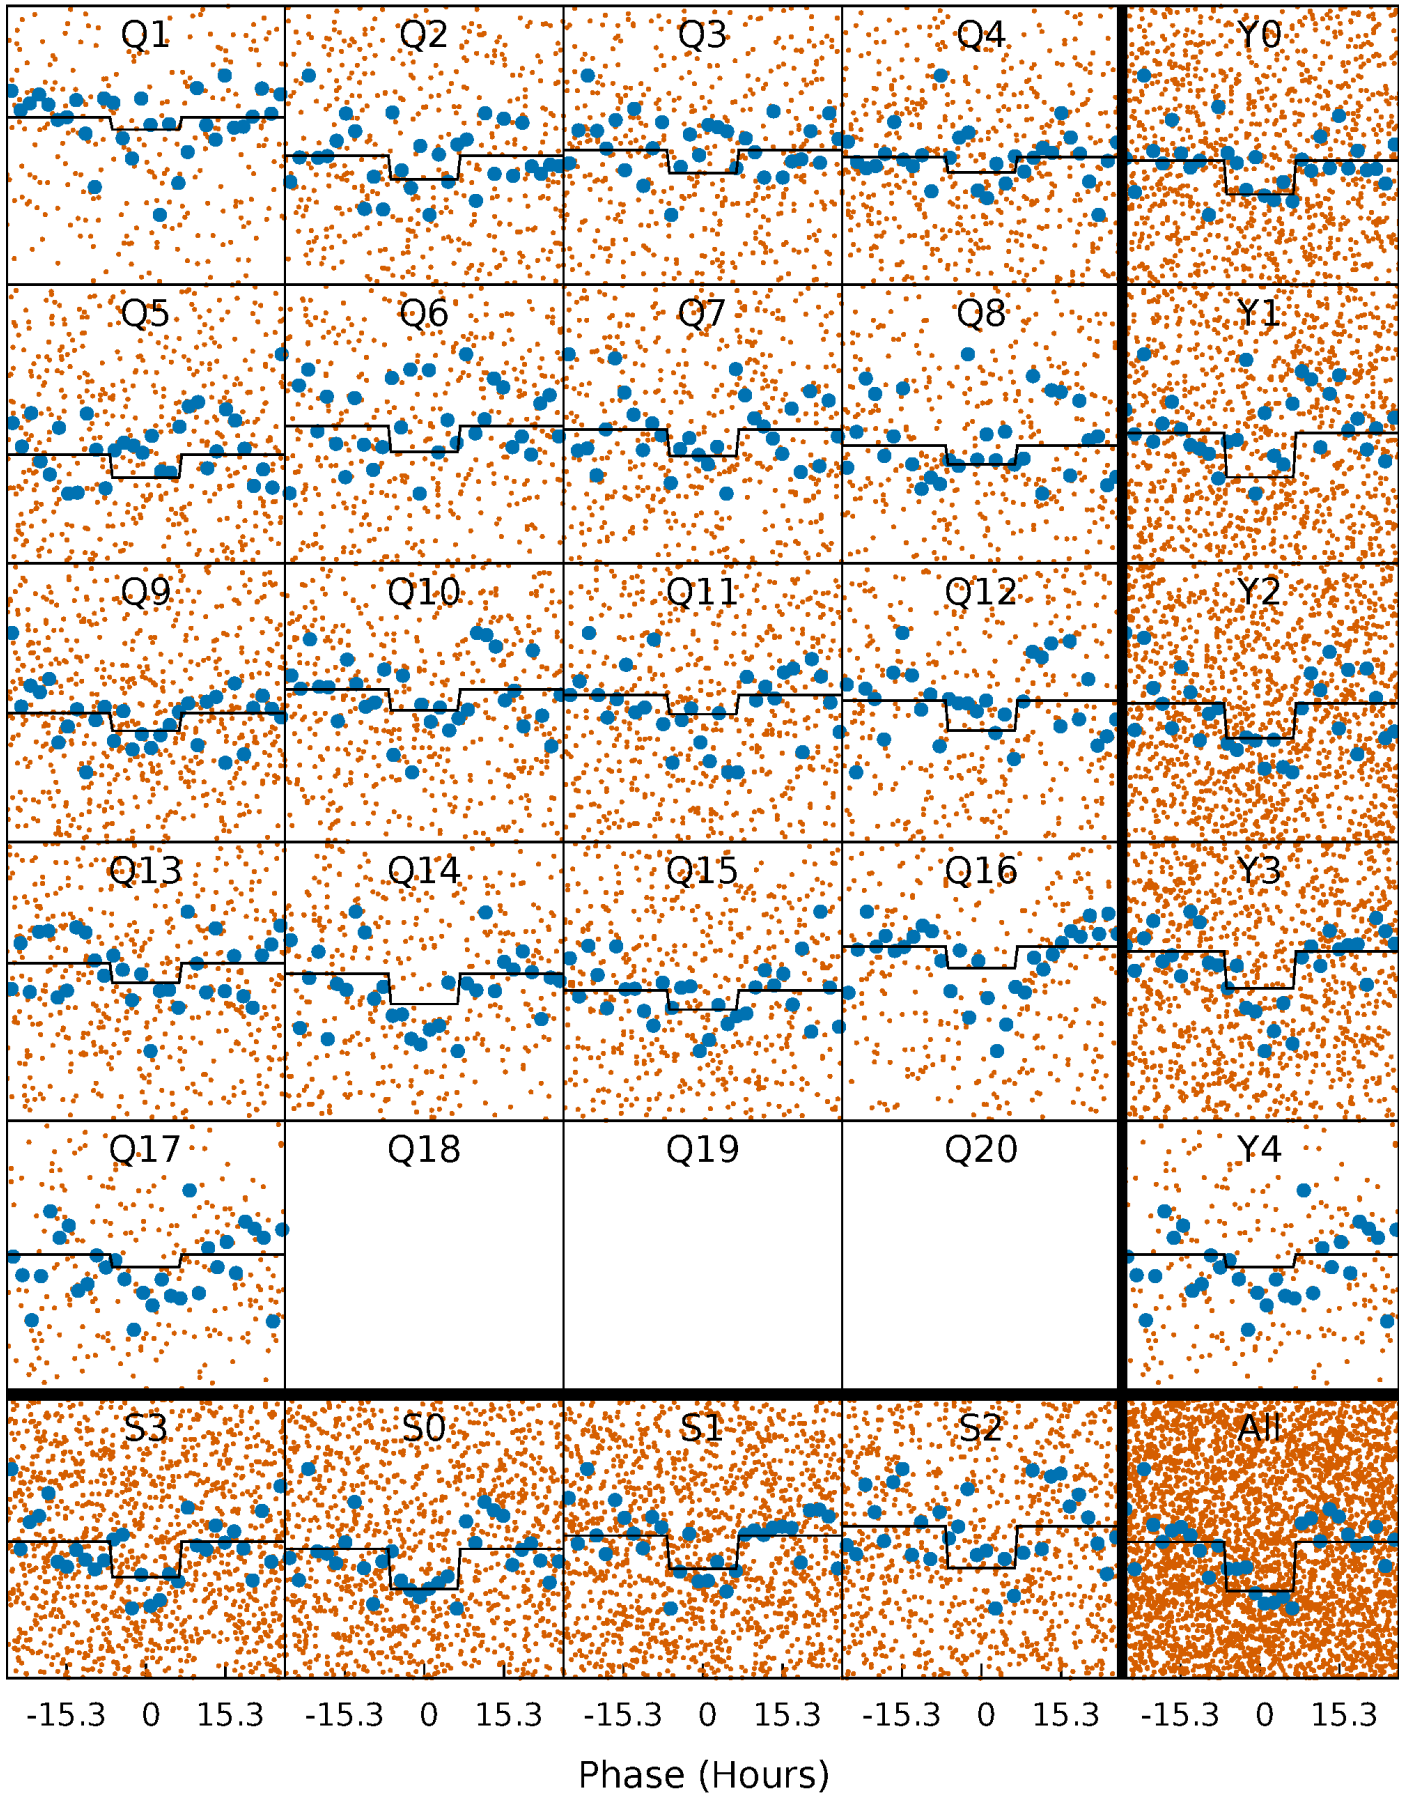 Q1 Q2 Q3 Q4 Y0
Q5 Q6 Q7 Q8 Y1
Q9 Q10 Q11 Q12 Y2
Q13 Q14 Q15 Q16 Y3
Q17 Q18 Q19 Q20 Y4
S3 S0 S1 S2 All
-15.3 0 15.3 -15.3 0 15.3 -15.3 0 15.3 -15.3 0 15.3 -15.3 0 15.3
Phase (Hours)